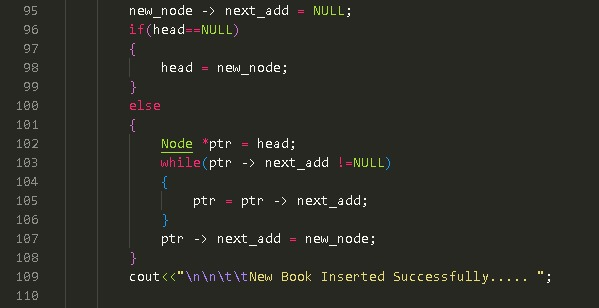 95 new_node -> next_add = NULL;
96 if(head==NULL)
97 {
98 head = new_node;
99 }
100 else
101 {
102 Node *ptr = head;
103 while(ptr -> next_add !=NULL)
104 {
105 ptr = ptr -> next_add;
106 }
107 ptr -> next_add = new_node;
108 }
109 cout<<"\n\n\t\tNew Book Inserted Successfully..... ";
110